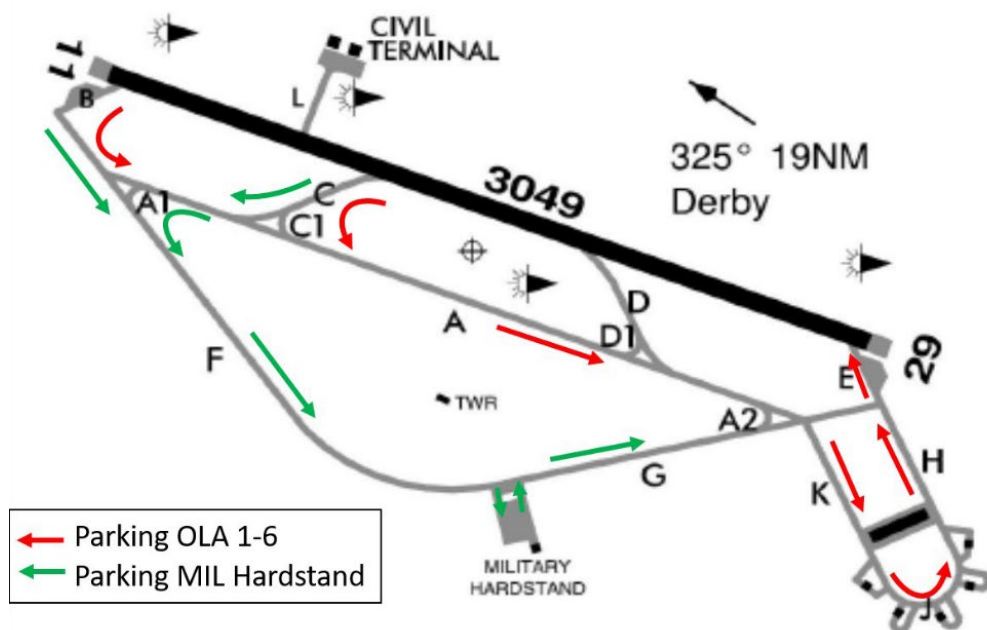 CIVIL
TERMINAL
11
B
L
325° 19NM
Derby
3049
A1
C
C1
D
A
D1
F
29
E
TWR
A2
H
G
K
MILITARY
HARDSTAND
J
Parking OLA 1-6
Parking MIL Hardstand